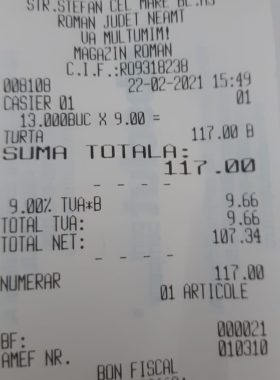 STR.STEFAN CEL MARE BL.H3
ROMAN JUDET NEAMT
VA MULTUMIM!
MAGAZIN ROMAN
C.I.F.:RO9318238
008108 22-02-2021 15:49
CASIER 01 01
13.000BUC X 9.00 =
TURTA 117.00 B
SUMA TOTALA:
117.00
- - - -
9.00% TVA*B 9.66
TOTAL TVA: 9.66
TOTAL NET: 107.34
- - - -
NUMERAR 117.00
01 ARTICOLE
BF: 000021
AMEF NR. 010310
BON FISCAL